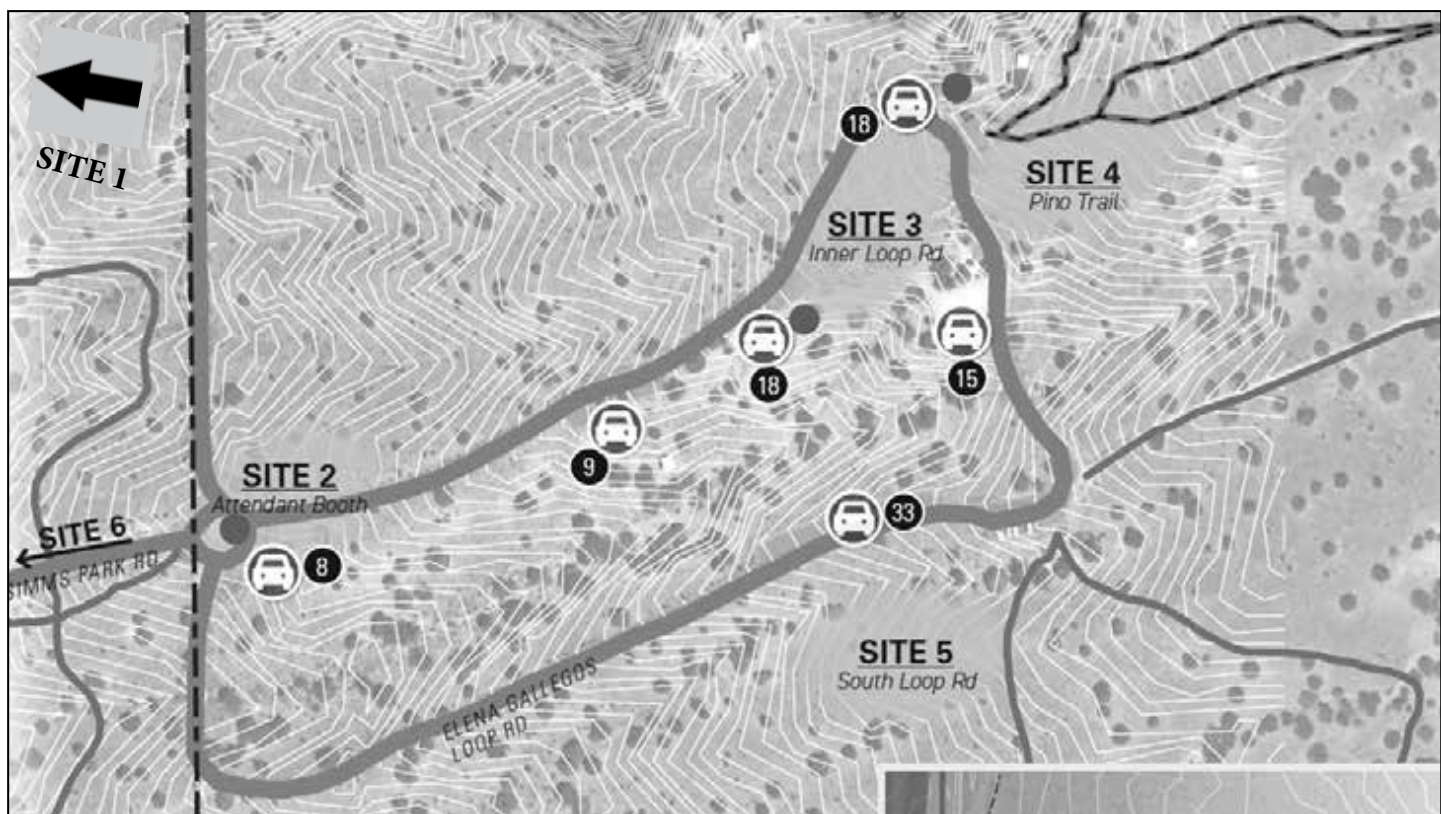 SITE 1
18
SITE 4
Pino Trail
SITE 3
Inner Loop Rd
18
15
9
SITE 2
Attendant Booth
33
SITE 6
8
SIMMS PARK RD
SITE 5
South Loop Rd
ELENA GALLEGOS
LOOP RD